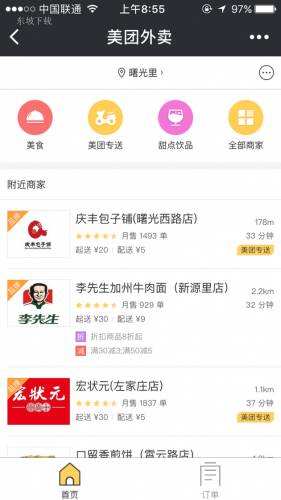 中国联通 上午8:55 97%
东坡下载
美团外卖
曙光里
美食 美团专送 甜点饮品 全部商家
附近商家
品牌
庆丰包子铺
庆丰包子铺(曙光西路店) 178m
月售 1493 单 33 分钟
起送 ¥20 配送 ¥5 美团专送
品牌
李先生
李先生加州牛肉面（新源里店） 2.2km
月售 929 单 32 分钟
起送 ¥30 配送 ¥9
折 折扣商品8折起
减 满30减3;满50减5
品牌
宏状元
宏状元(左家庄店) 1.1km
月售 1837 单 37 分钟
起送 ¥30 配送 ¥5 美团专送
口留香煎饼（霄云路店）
首页 订单